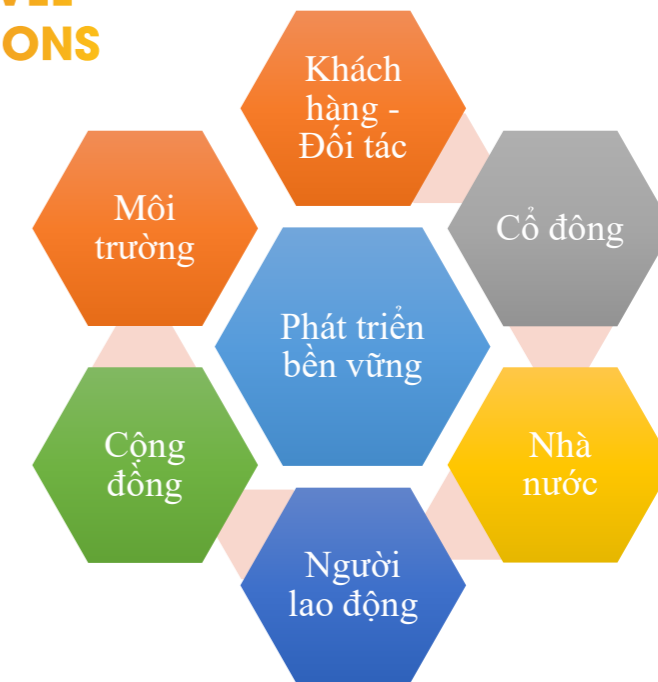 ONS
Khách
hàng -
Đối tác
Môi
trường
Cổ đông
Phát triển
bền vững
Cộng
đồng
Nhà
nước
Người
lao động